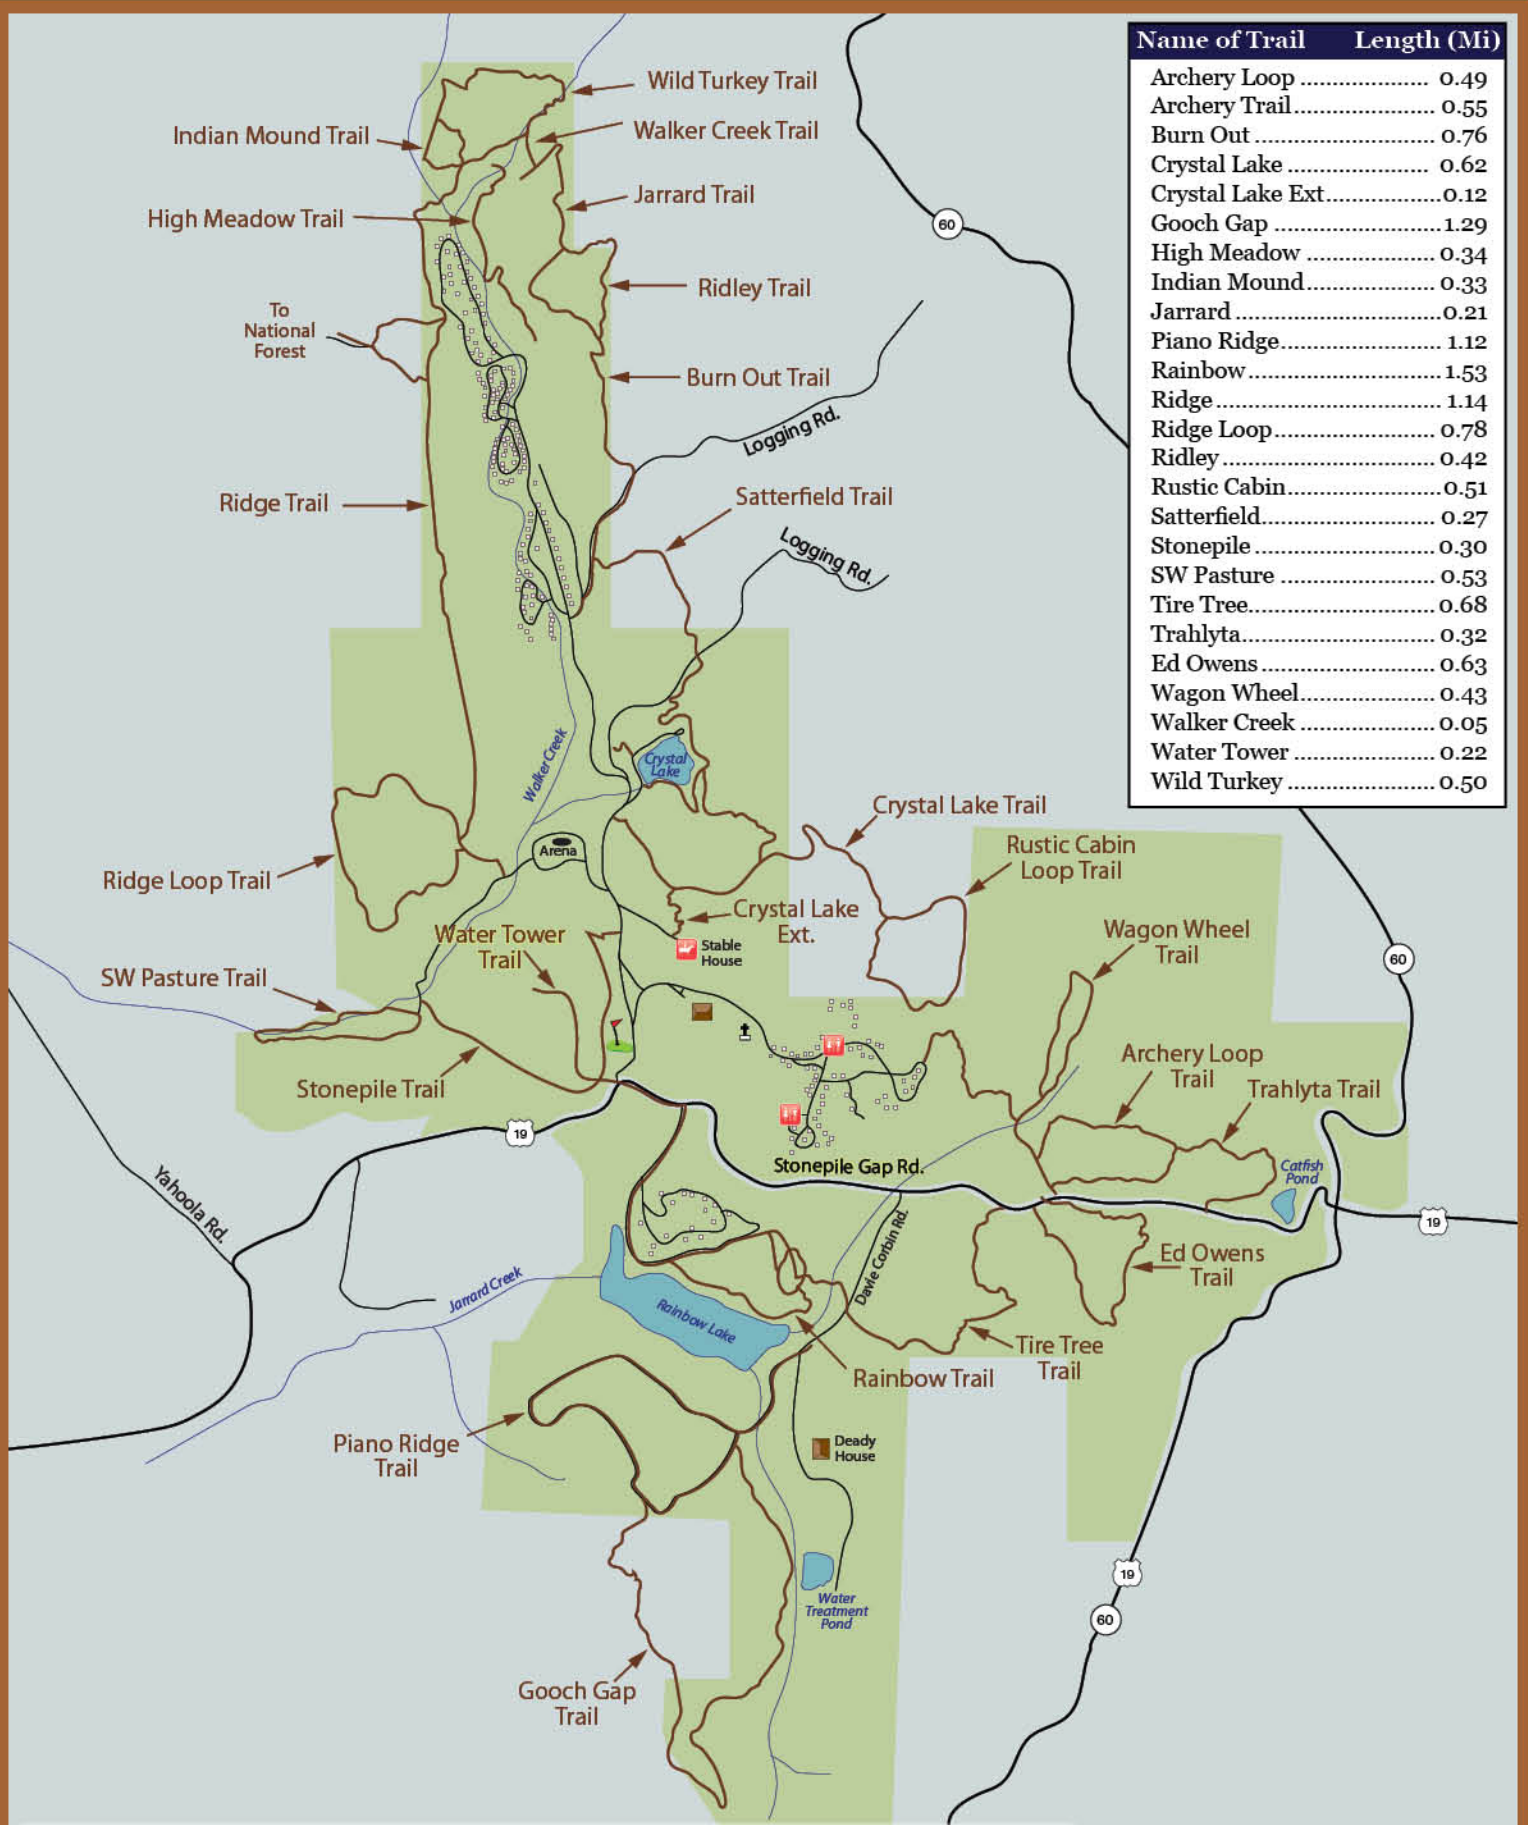 Name of Trail Length (Mi)
Archery Loop ...................... 0.49
Archery Trail........................ 0.55
Burn Out .............................. 0.76
Crystal Lake ........................ 0.62
Crystal Lake Ext...................0.12
Gooch Gap ............................1.29
High Meadow ...................... 0.34
Indian Mound...................... 0.33
Jarrard ...................................0.21
Piano Ridge........................... 1.12
Rainbow................................ 1.53
Ridge ..................................... 1.14
Ridge Loop........................... 0.78
Ridley .................................... 0.42
Rustic Cabin.........................0.51
Satterfield............................. 0.27
Stonepile .............................. 0.30
SW Pasture .......................... 0.53
Tire Tree............................... 0.68
Trahlyta................................ 0.32
Ed Owens ............................. 0.63
Wagon Wheel....................... 0.43
Walker Creek ....................... 0.05
Water Tower ........................ 0.22
Wild Turkey ......................... 0.50
Wild Turkey Trail
Walker Creek Trail
Indian Mound Trail
Jarrard Trail
High Meadow Trail
60
Ridley Trail
To
National
Forest
Burn Out Trail
Logging Rd.
Ridge Trail
Satterfield Trail
Logging Rd.
Walker Creek
Crystal
Lake
Crystal Lake Trail
Arena
Rustic Cabin
Loop Trail
Ridge Loop Trail
Crystal Lake
Ext.
Water Tower
Trail
Stable
House
Wagon Wheel
Trail
60
SW Pasture Trail
Archery Loop
Trail
Stonepile Trail
Trahlyta Trail
19
Stonepile Gap Rd.
Catfish
Pond
Yahoola Rd.
19
Davie Corbin Rd.
Ed Owens
Trail
Jarrard Creek
Rainbow Lake
Tire Tree
Trail
Rainbow Trail
Piano Ridge
Trail
Deady
House
19
60
Water
Treatment
Pond
Gooch Gap
Trail